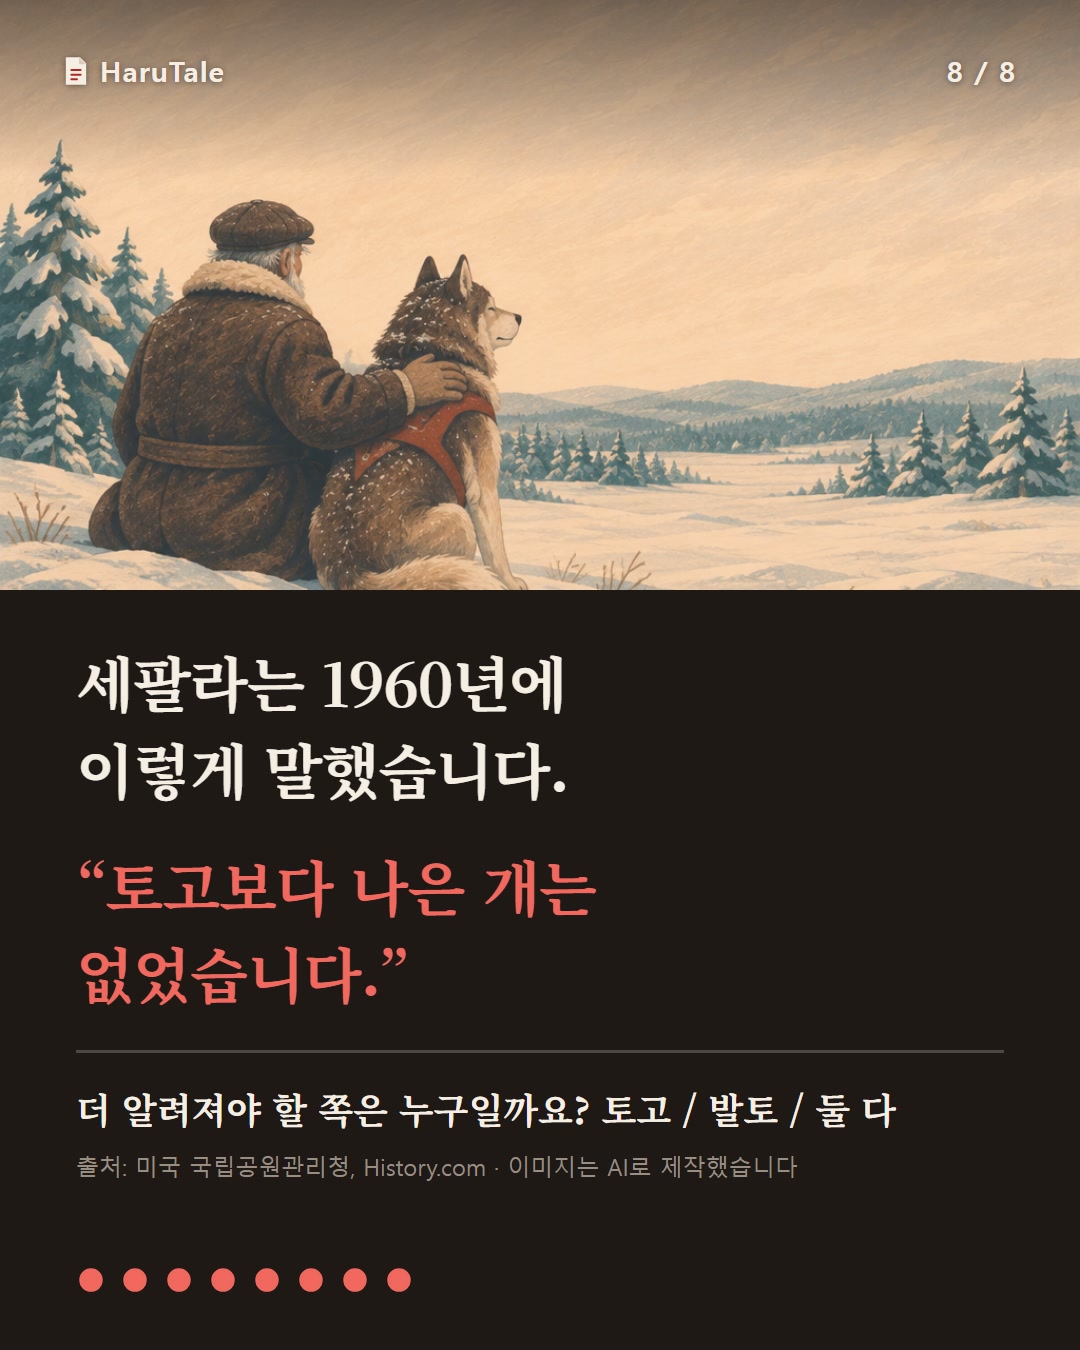 HaruTale
8 / 8
세팔라는 1960년에
이렇게 말했습니다.
“토고보다 나은 개는
없었습니다.”
더 알려져야 할 쪽은 누구일까요? 토고 / 발토 / 둘 다
출처: 미국 국립공원관리청, History.com · 이미지는 AI로 제작했습니다